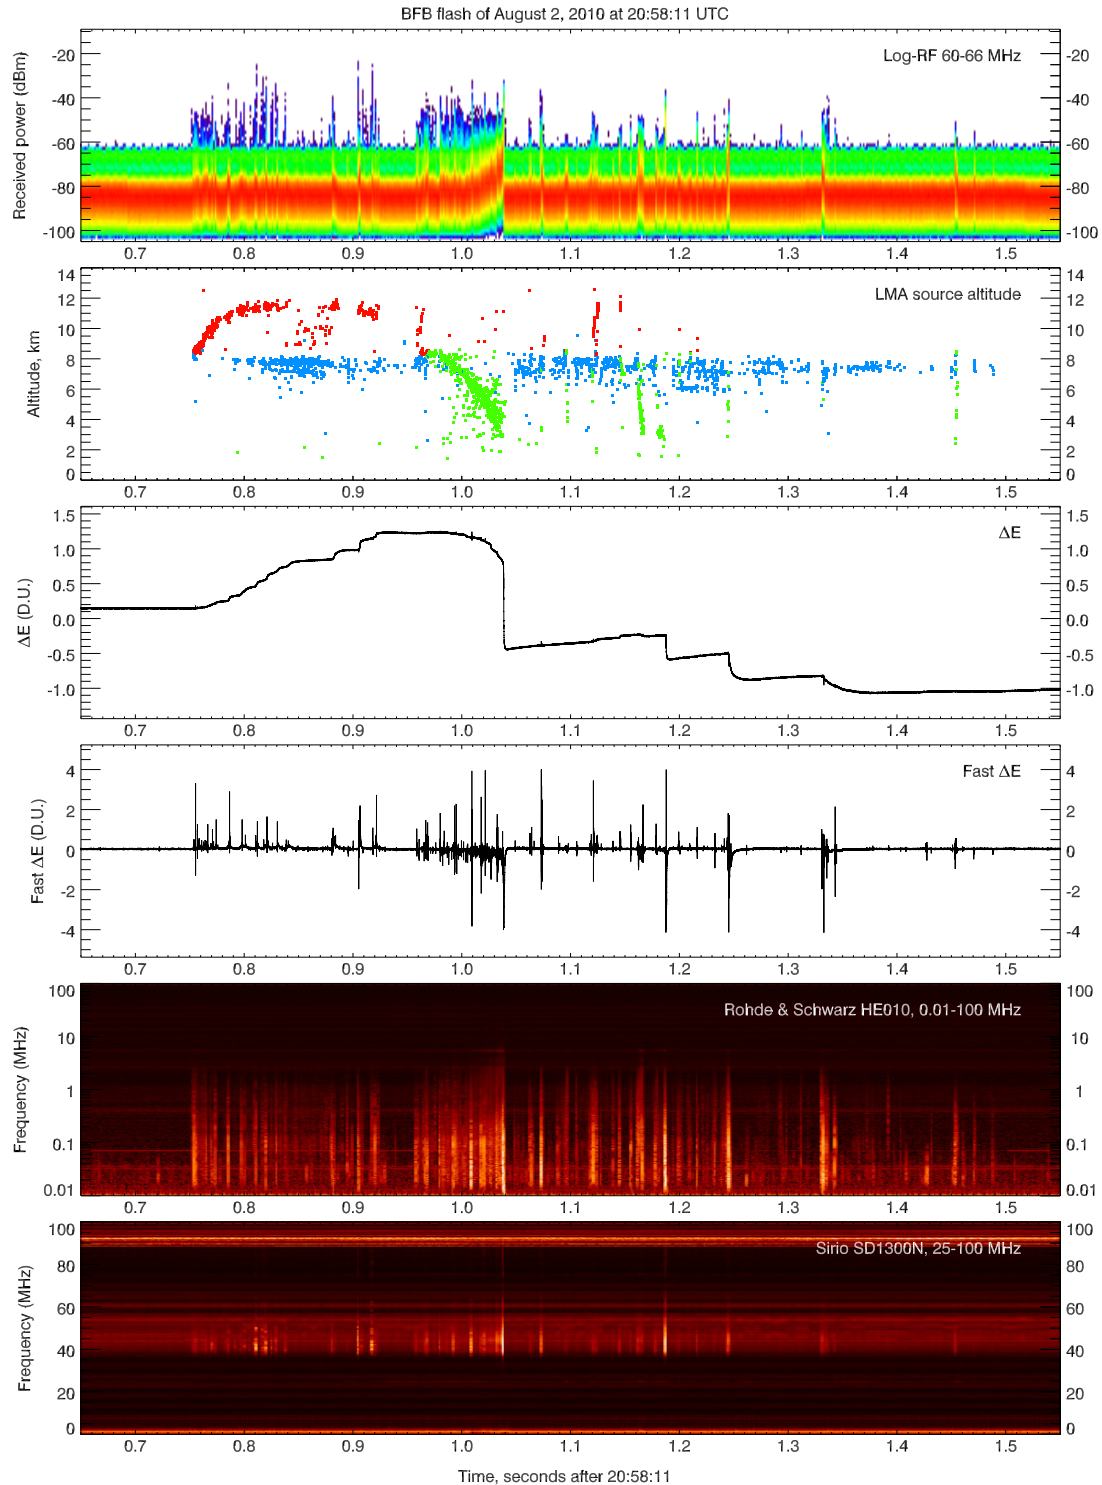 BFB flash of August 2, 2010 at 20:58:11 UTC
Log-RF 60-66 MHz
Received power (dBm)
-20 -20
-40 -40
-60 -60
-80 -80
-100 -100
0.7 0.8 0.9 1.0 1.1 1.2 1.3 1.4 1.5
LMA source altitude
Altitude, km
14 14
12 12
10 10
8 8
6 6
4 4
2 2
0 0
0.7 0.8 0.9 1.0 1.1 1.2 1.3 1.4 1.5
ΔE
ΔE (D.U.)
1.5 1.5
1.0 1.0
0.5 0.5
0.0 0.0
-0.5 -0.5
-1.0 -1.0
0.7 0.8 0.9 1.0 1.1 1.2 1.3 1.4 1.5
Fast ΔE
Fast ΔE (D.U.)
4 4
2 2
0 0
-2 -2
-4 -4
0.7 0.8 0.9 1.0 1.1 1.2 1.3 1.4 1.5
Rohde & Schwarz HE010, 0.01-100 MHz
Frequency (MHz)
100 100
10 10
1 1
0.1 0.1
0.01 0.01
0.7 0.8 0.9 1.0 1.1 1.2 1.3 1.4 1.5
Sirio SD1300N, 25-100 MHz
Frequency (MHz)
100 100
80 80
60 60
40 40
20 20
0 0
0.7 0.8 0.9 1.0 1.1 1.2 1.3 1.4 1.5
Time, seconds after 20:58:11